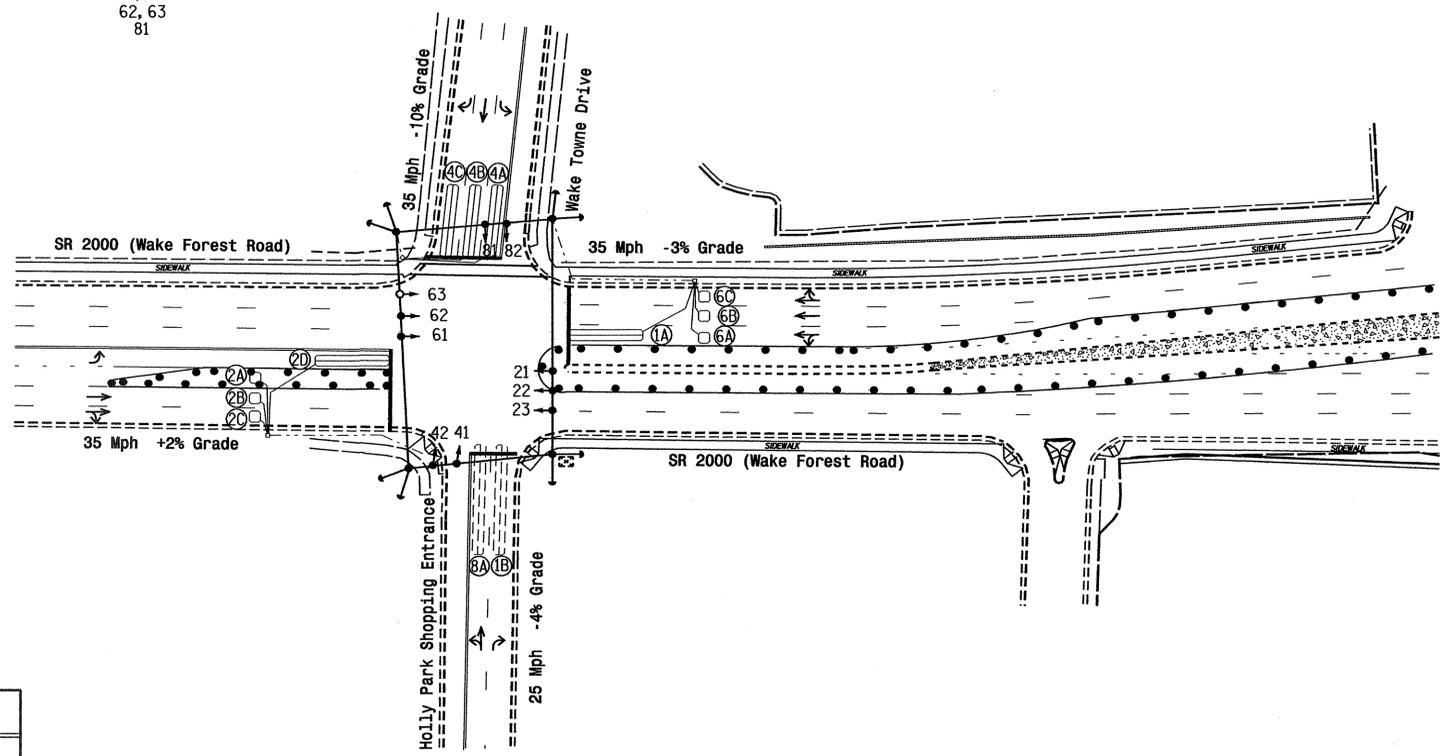 62, 63
81
35 Mph -10% Grade
Wake Towne Drive
4C 4B 4A
SR 2000 (Wake Forest Road)
SIDEWALK
81 82
35 Mph -3% Grade
SIDEWALK
SIDEWALK
63
62
61
6C
6B
6A
1A
2D
2A
2B
2C
21
22
23
35 Mph +2% Grade
42 41
SIDEWALK
SR 2000 (Wake Forest Road)
SIDEWALK
8A 1B
Holly Park Shopping Entrance
25 Mph -4% Grade